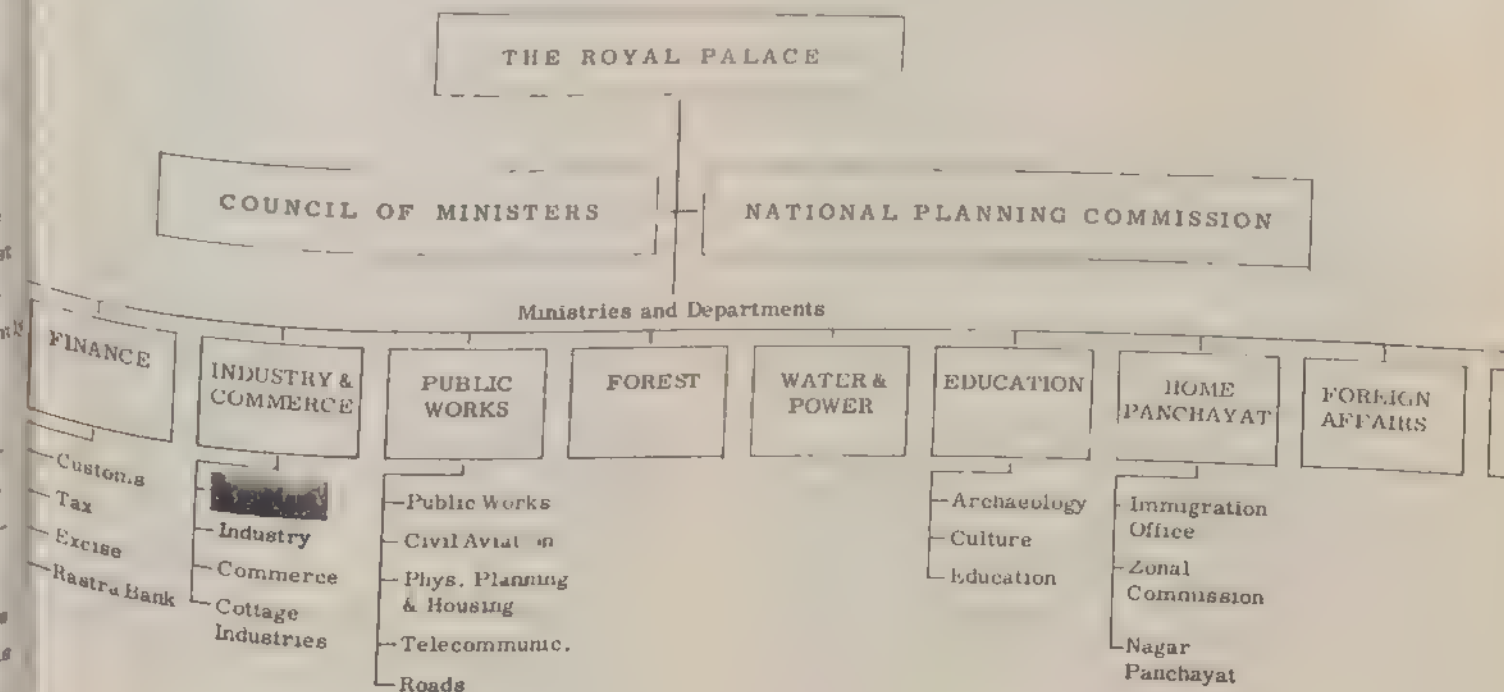 THE ROYAL PALACE
COUNCIL OF MINISTERS
NATIONAL PLANNING COMMISSION
Ministries and Departments
FINANCE
Customs
Tax
Excise
Rastra Bank
INDUSTRY &
COMMERCE
Industry
Commerce
Cottage
Industries
PUBLIC
WORKS
Public Works
Civil Aviation
Phys. Planning
& Housing
Telecommunic.
Roads
FOREST
WATER &
POWER
EDUCATION
Archaeology
Culture
Education
HOME
PANCHAYAT
Immigration
Office
Zonal
Commission
Nagar
Panchayat
FOREIGN
AFFAIRS